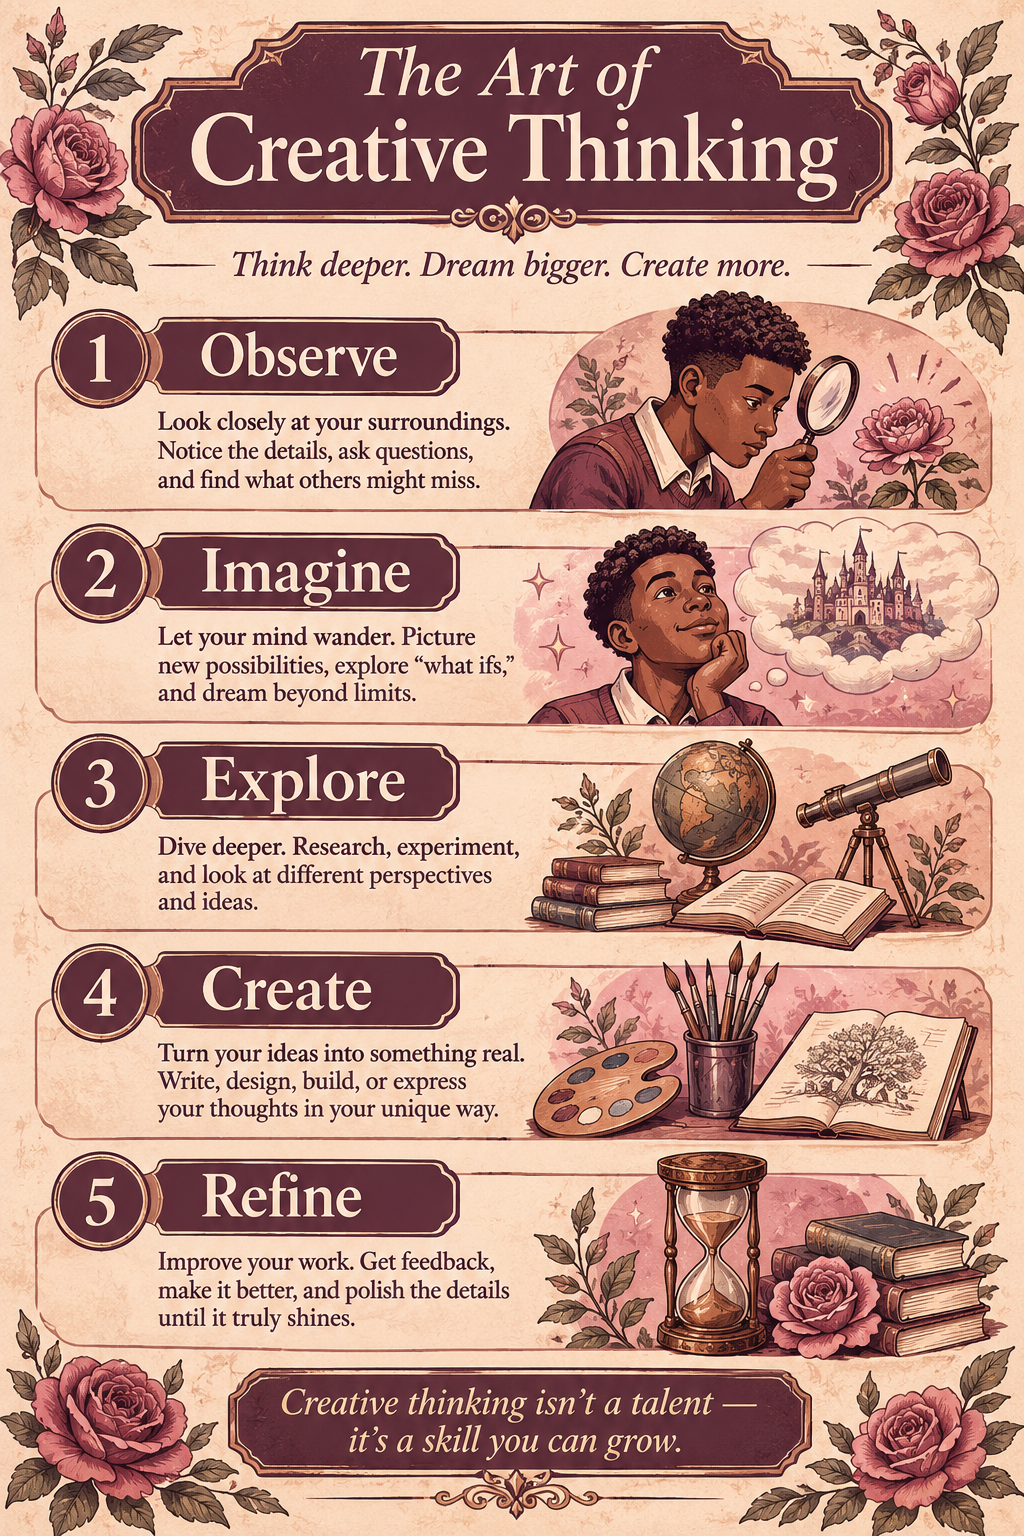 The Art of
Creative Thinking
Think deeper. Dream bigger. Create more.
1
Observe
Look closely at your surroundings.
Notice the details, ask questions,
and find what others might miss.
2
Imagine
Let your mind wander. Picture
new possibilities, explore “what ifs,”
and dream beyond limits.
3
Explore
Dive deeper. Research, experiment,
and look at different perspectives
and ideas.
4
Create
Turn your ideas into something real.
Write, design, build, or express
your thoughts in your unique way.
5
Refine
Improve your work. Get feedback,
make it better, and polish the details
until it truly shines.
Creative thinking isn’t a talent —
it’s a skill you can grow.